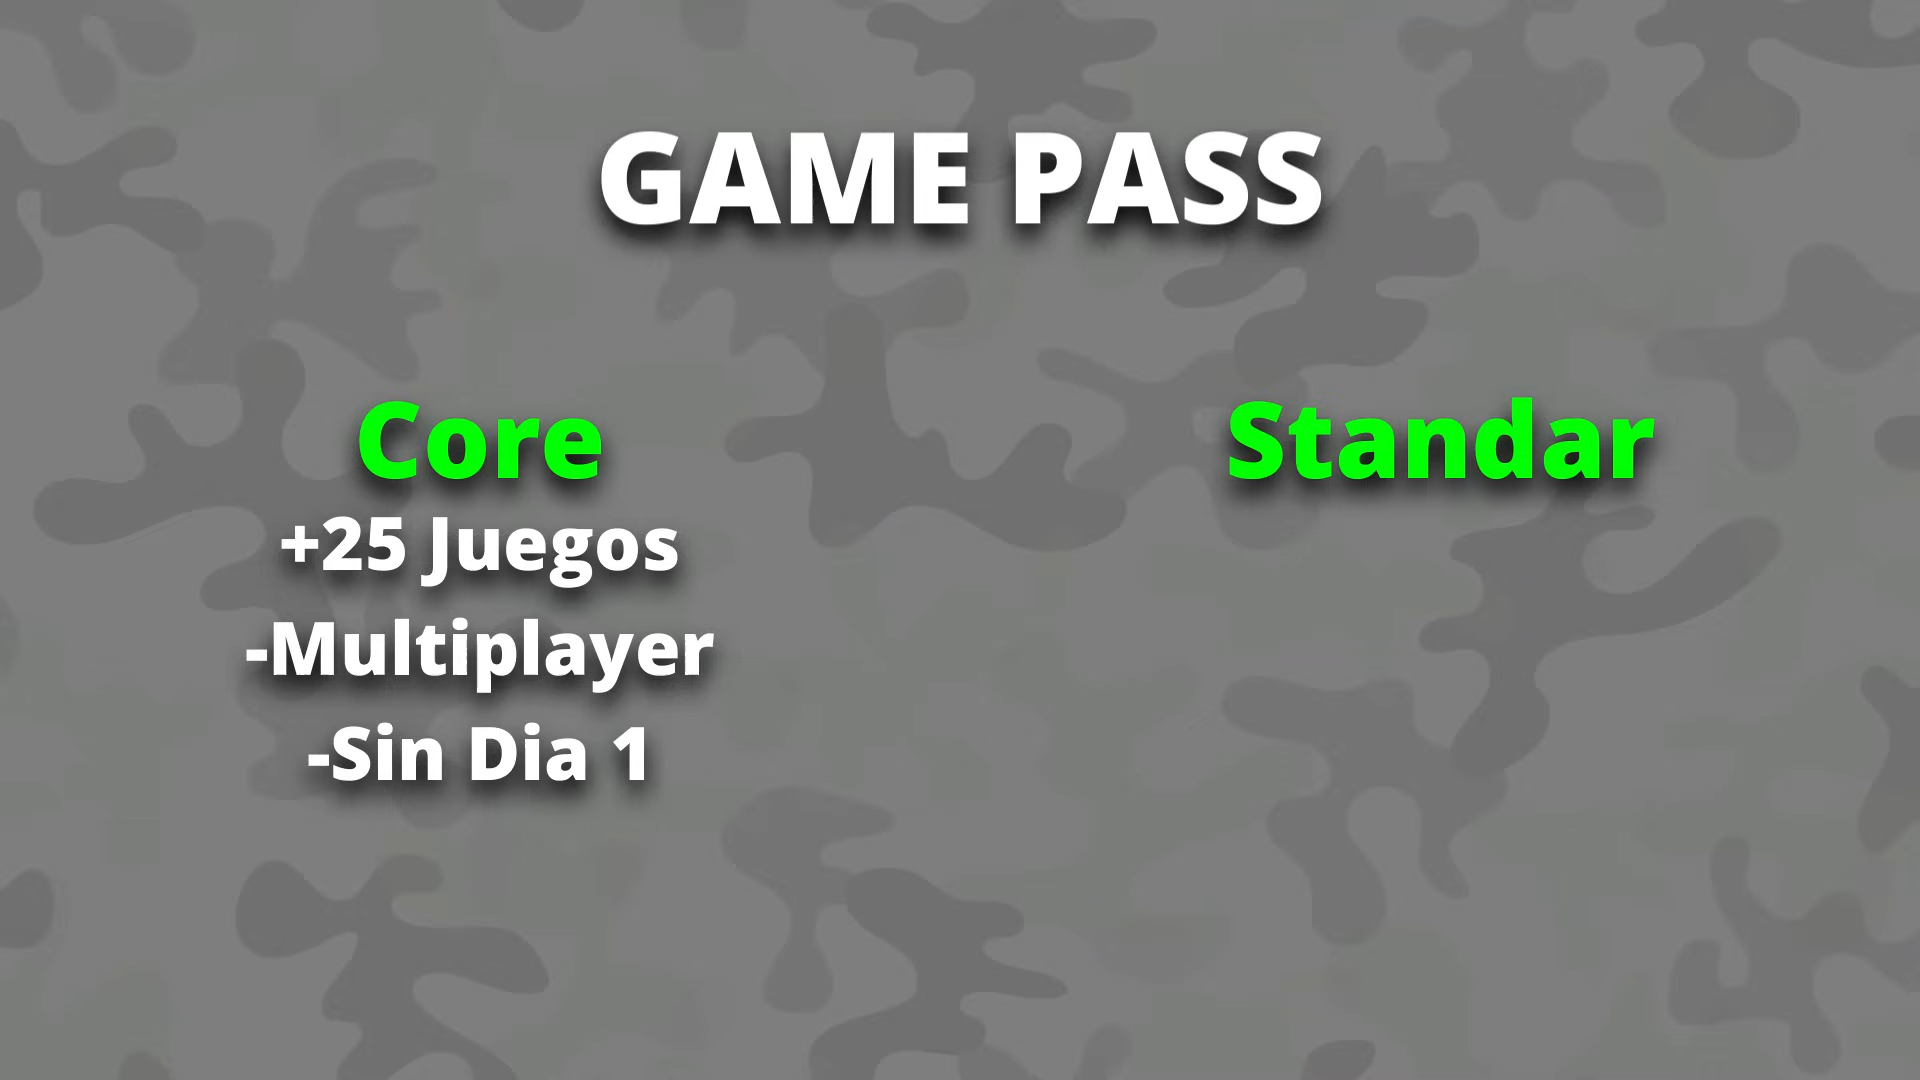 GAME PASS
Core
+25 Juegos
-Multiplayer
-Sin Dia 1
Standar